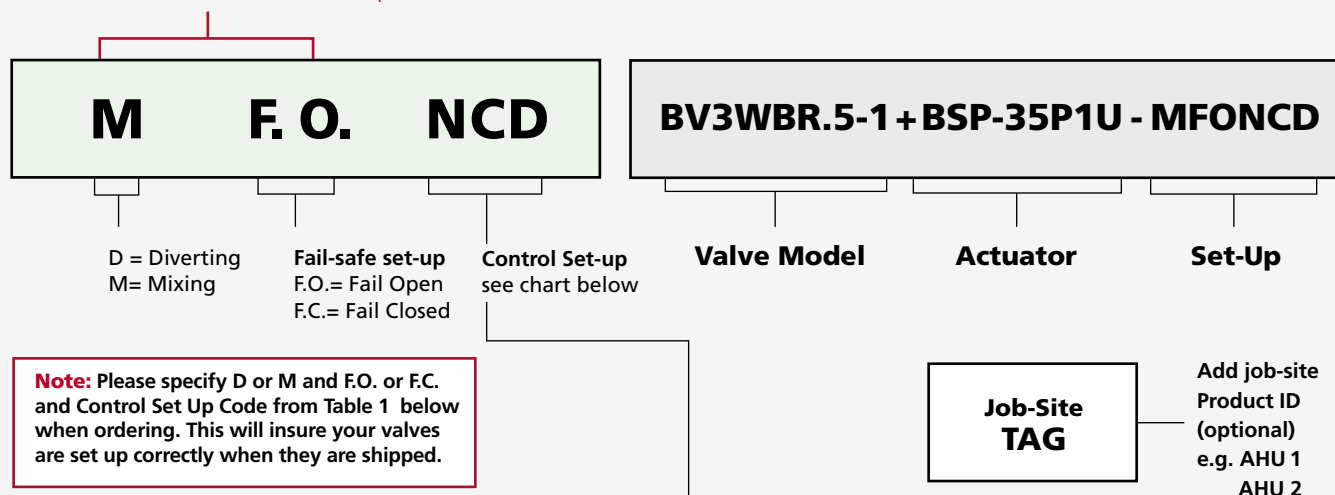 M F. O. NCD
BV3WBR.5-1+BSP-35P1U - MFONCD
D = Diverting
M= Mixing
Fail-safe set-up
F.O.= Fail Open
F.C.= Fail Closed
Control Set-up
see chart below
Valve Model
Actuator
Set-Up
Note: Please specify D or M and F.O. or F.C.
and Control Set Up Code from Table 1 below
when ordering. This will insure your valves
are set up correctly when they are shipped.
Job-Site
TAG
Add job-site
Product ID
(optional)
e.g. AHU 1
AHU 2